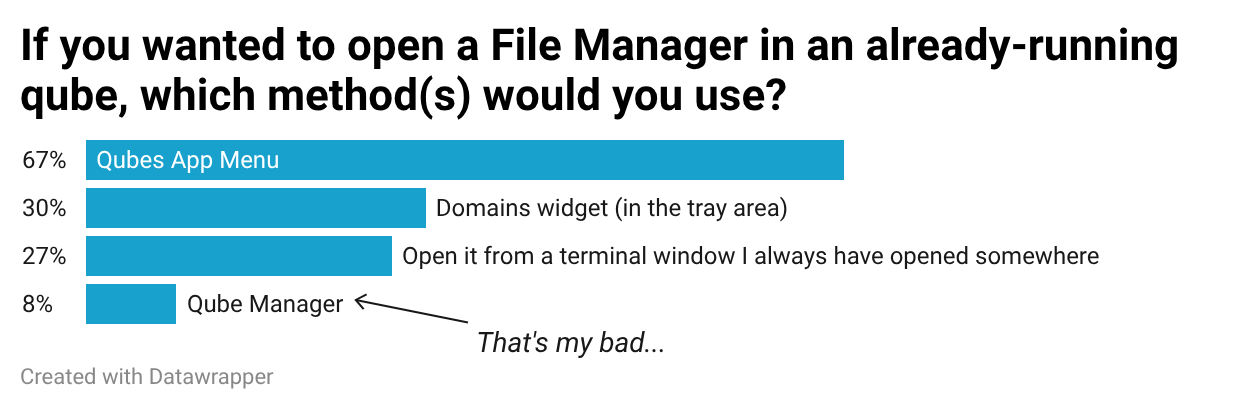 If you wanted to open a File Manager in an already-running
qube, which method(s) would you use?
67% Qubes App Menu
30% Domains widget (in the tray area)
27% Open it from a terminal window I always have opened somewhere
8% Qube Manager
That's my bad...
Created with Datawrapper